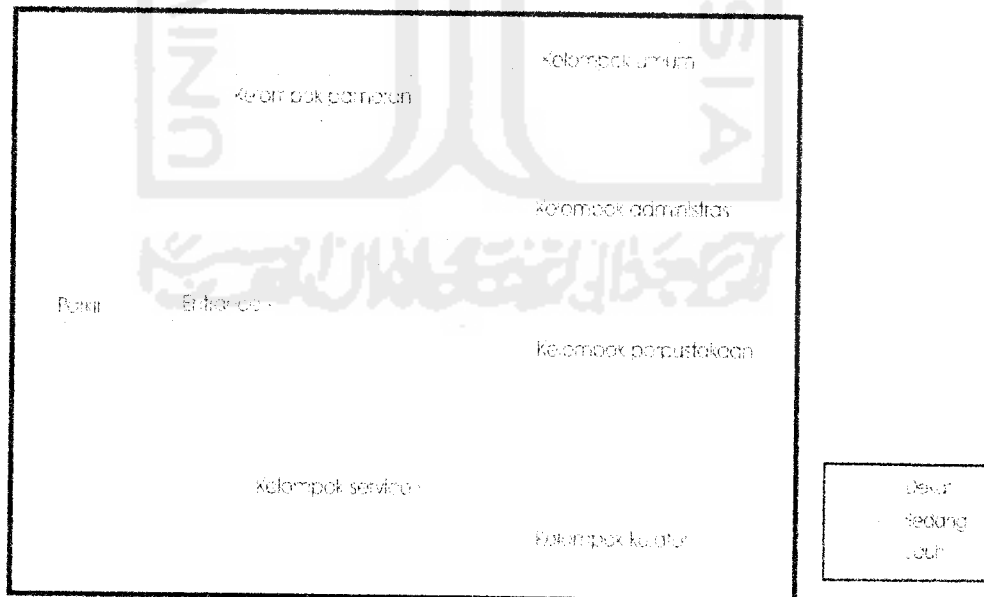 Kelompok umum
Kelompok pameran
Kelompok administrasi
Parkir
Entrance
Kelompok perpustakaan
Kelompok service
Kelompok kurator
Dekat
Sedang
Jauh